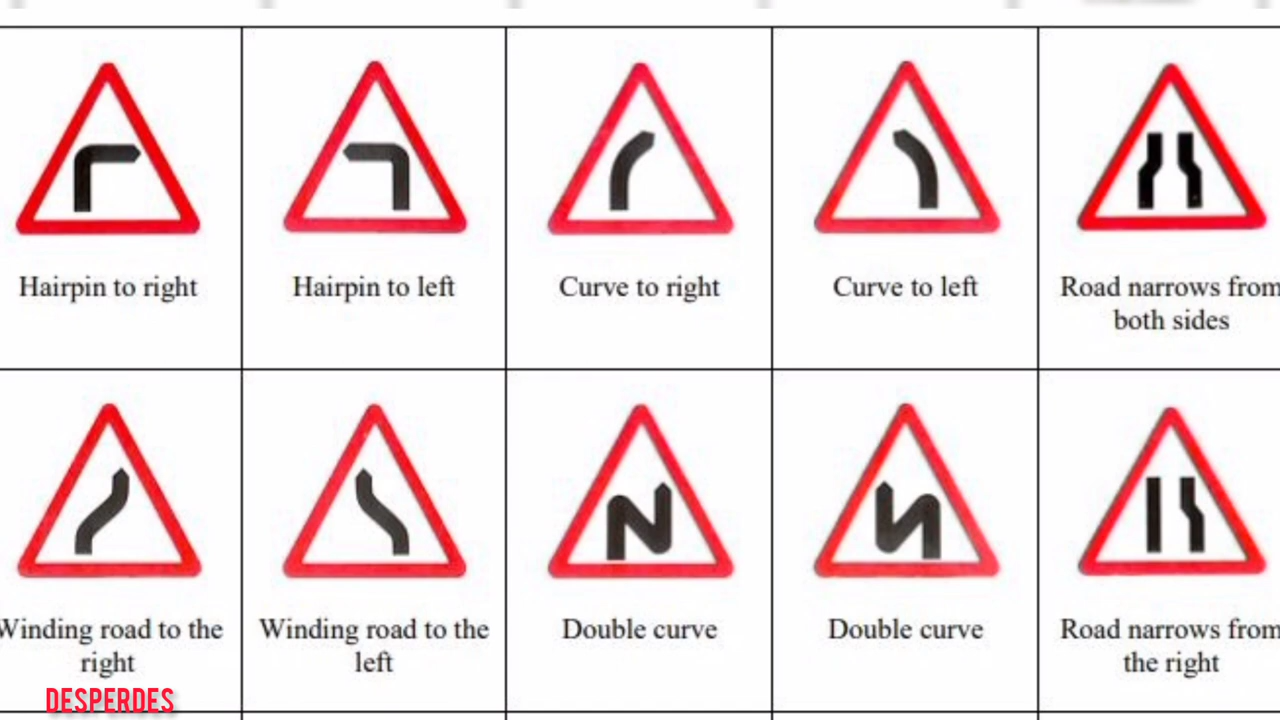 Hairpin to right
Hairpin to left
Curve to right
Curve to left
Road narrows from
both sides
Winding road to the
right
Winding road to the
left
Double curve
Double curve
Road narrows from
the right
DESPERDES